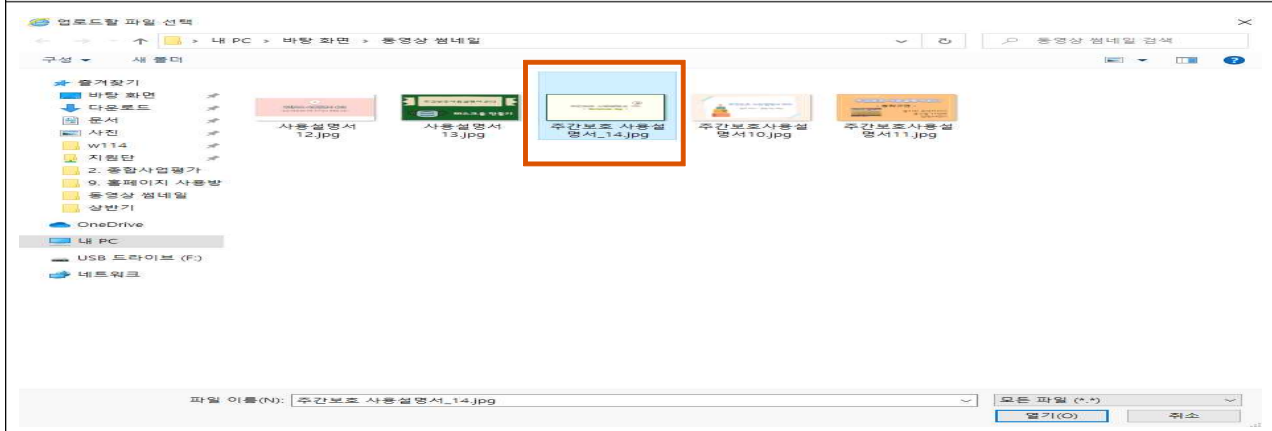 업로드할 파일 선택
내 PC > 바탕 화면 > 동영상 썸네일
동영상 썸네일 검색
구성
새 폴더
즐겨찾기
바탕 화면
다운로드
문서
사진
w114
지원단
2. 종합사업평가
9. 홈페이지 사용방
동영상 썸네일
상반기
OneDrive
내 PC
USB 드라이브 (F:)
네트워크
사용설명서
12.jpg
사용설명서
13.jpg
주간보호 사용설
명서_14.jpg
주간보호사용설
명서10.jpg
주간보호사용설
명서11.jpg
파일 이름(N): 주간보호 사용설명서_14.jpg
모든 파일 (*.*)
열기(O)
취소